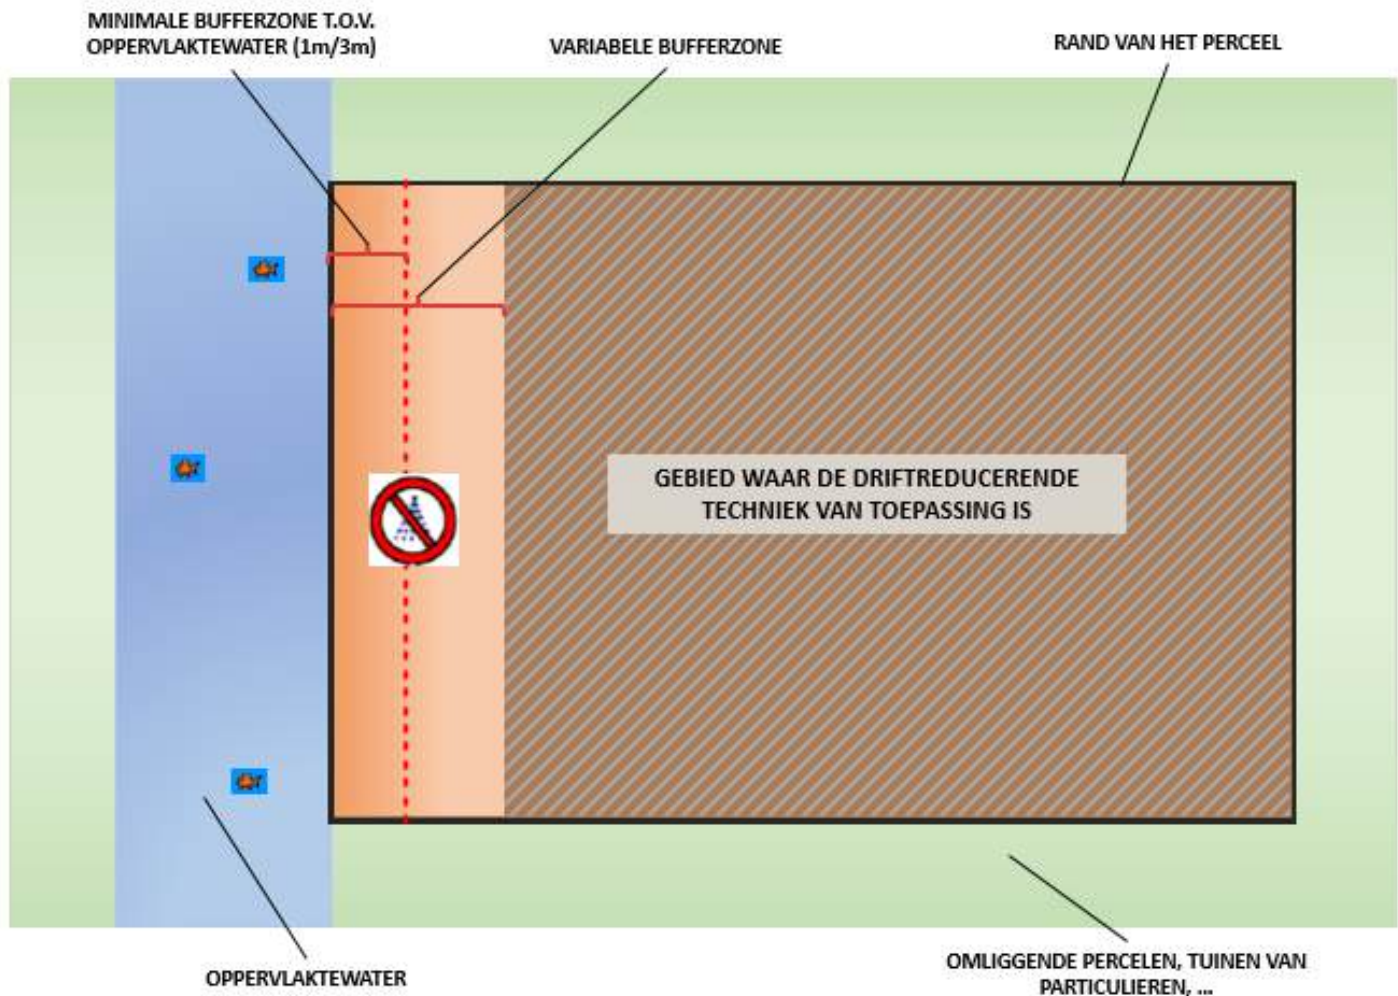 MINIMALE BUFFERZONE T.O.V.
OPPERVLAKTEWATER (1m/3m)
VARIABELE BUFFERZONE
RAND VAN HET PERCEEL
GEBIED WAAR DE DRIFTREDUCERENDE
TECHNIEK VAN TOEPASSING IS
OPPERVLAKTEWATER
OMLIGGENDE PERCELEN, TUINEN VAN
PARTICULIEREN, ...